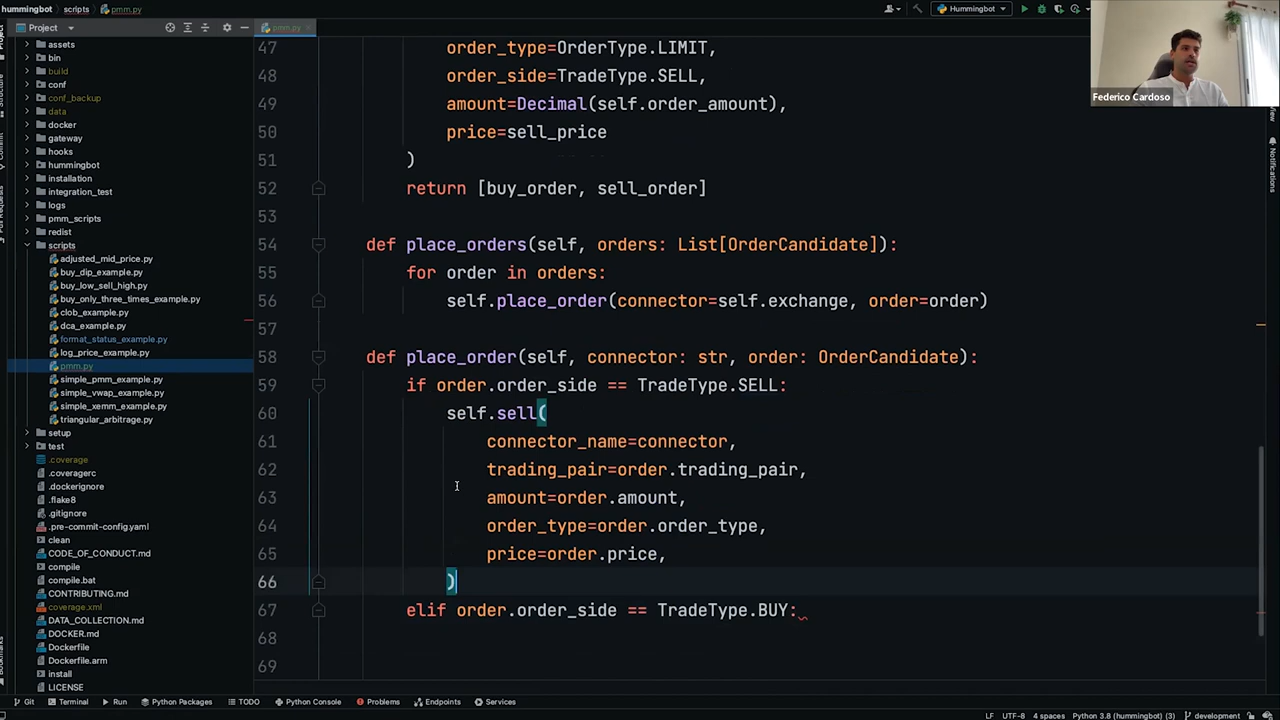 hummingbot
scripts
pmm.py
Hummingbot
Project
pmm.py
assets
bin
build
conf
conf_backup
data
docker
gateway
hooks
hummingbot
installation
integration_test
logs
pmm_scripts
redist
scripts
adjusted_mid_price.py
buy_dip_example.py
buy_low_sell_high.py
buy_only_three_times_example.py
clob_example.py
dca_example.py
format_status_example.py
log_price_example.py
pmm.py
simple_pmm_example.py
simple_vwap_example.py
simple_xemm_example.py
triangular_arbitrage.py
setup
test
.coverage
.coveragerc
.dockerignore
.flake8
.gitignore
.pre-commit-config.yaml
clean
CODE_OF_CONDUCT.md
compile
compile.bat
CONTRIBUTING.md
coverage.xml
DATA_COLLECTION.md
DOCKER.md
Dockerfile
Dockerfile.arm
install
LICENSE
47 order_type=OrderType.LIMIT,
48 order_side=TradeType.SELL,
49 amount=Decimal(self.order_amount),
50 price=sell_price
51 )
52 return [buy_order, sell_order]
53
54 def place_orders(self, orders: List[OrderCandidate]):
55 for order in orders:
56 self.place_order(connector=self.exchange, order=order)
57
58 def place_order(self, connector: str, order: OrderCandidate):
59 if order.order_side == TradeType.SELL:
60 self.sell(
61 connector_name=connector,
62 trading_pair=order.trading_pair,
63 amount=order.amount,
64 order_type=order.order_type,
65 price=order.price,
66 )
67 elif order.order_side == TradeType.BUY:
68
69
Federico Cardoso
Notifications
Structure
Commit
Pull Requests
Git
Terminal
Run
Python Packages
TODO
Python Console
Problems
Endpoints
Services
LF UTF-8 4 spaces Python 3.8 (hummingbot) (3) development